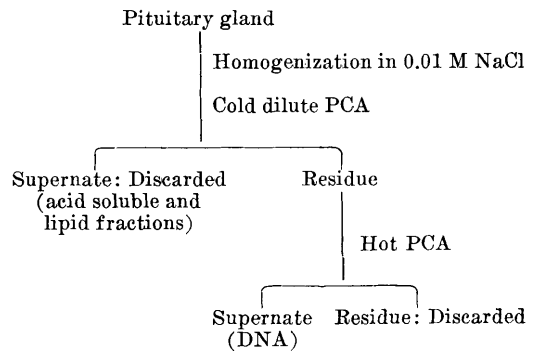 Pituitary gland
Homogenization in 0.01 M NaCl
Cold dilute PCA
Supernate: Discarded
(acid soluble and
lipid fractions)
Residue
Hot PCA
Supernate
(DNA)
Residue: Discarded